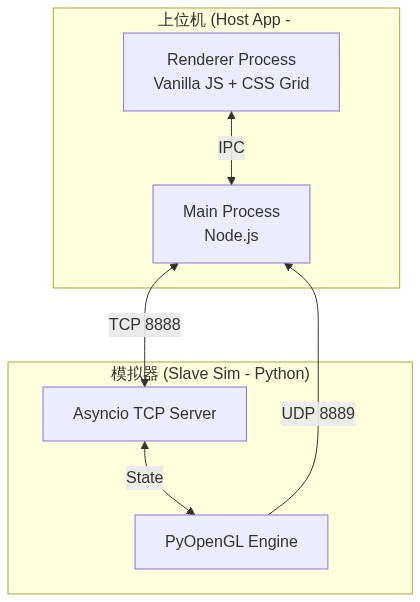 上位机 (Host App -
Renderer Process
Vanilla JS + CSS Grid
IPC
Main Process
Node.js
TCP 8888
模拟器 (Slave Sim - Python)
Asyncio TCP Server
UDP 8889
State
PyOpenGL Engine